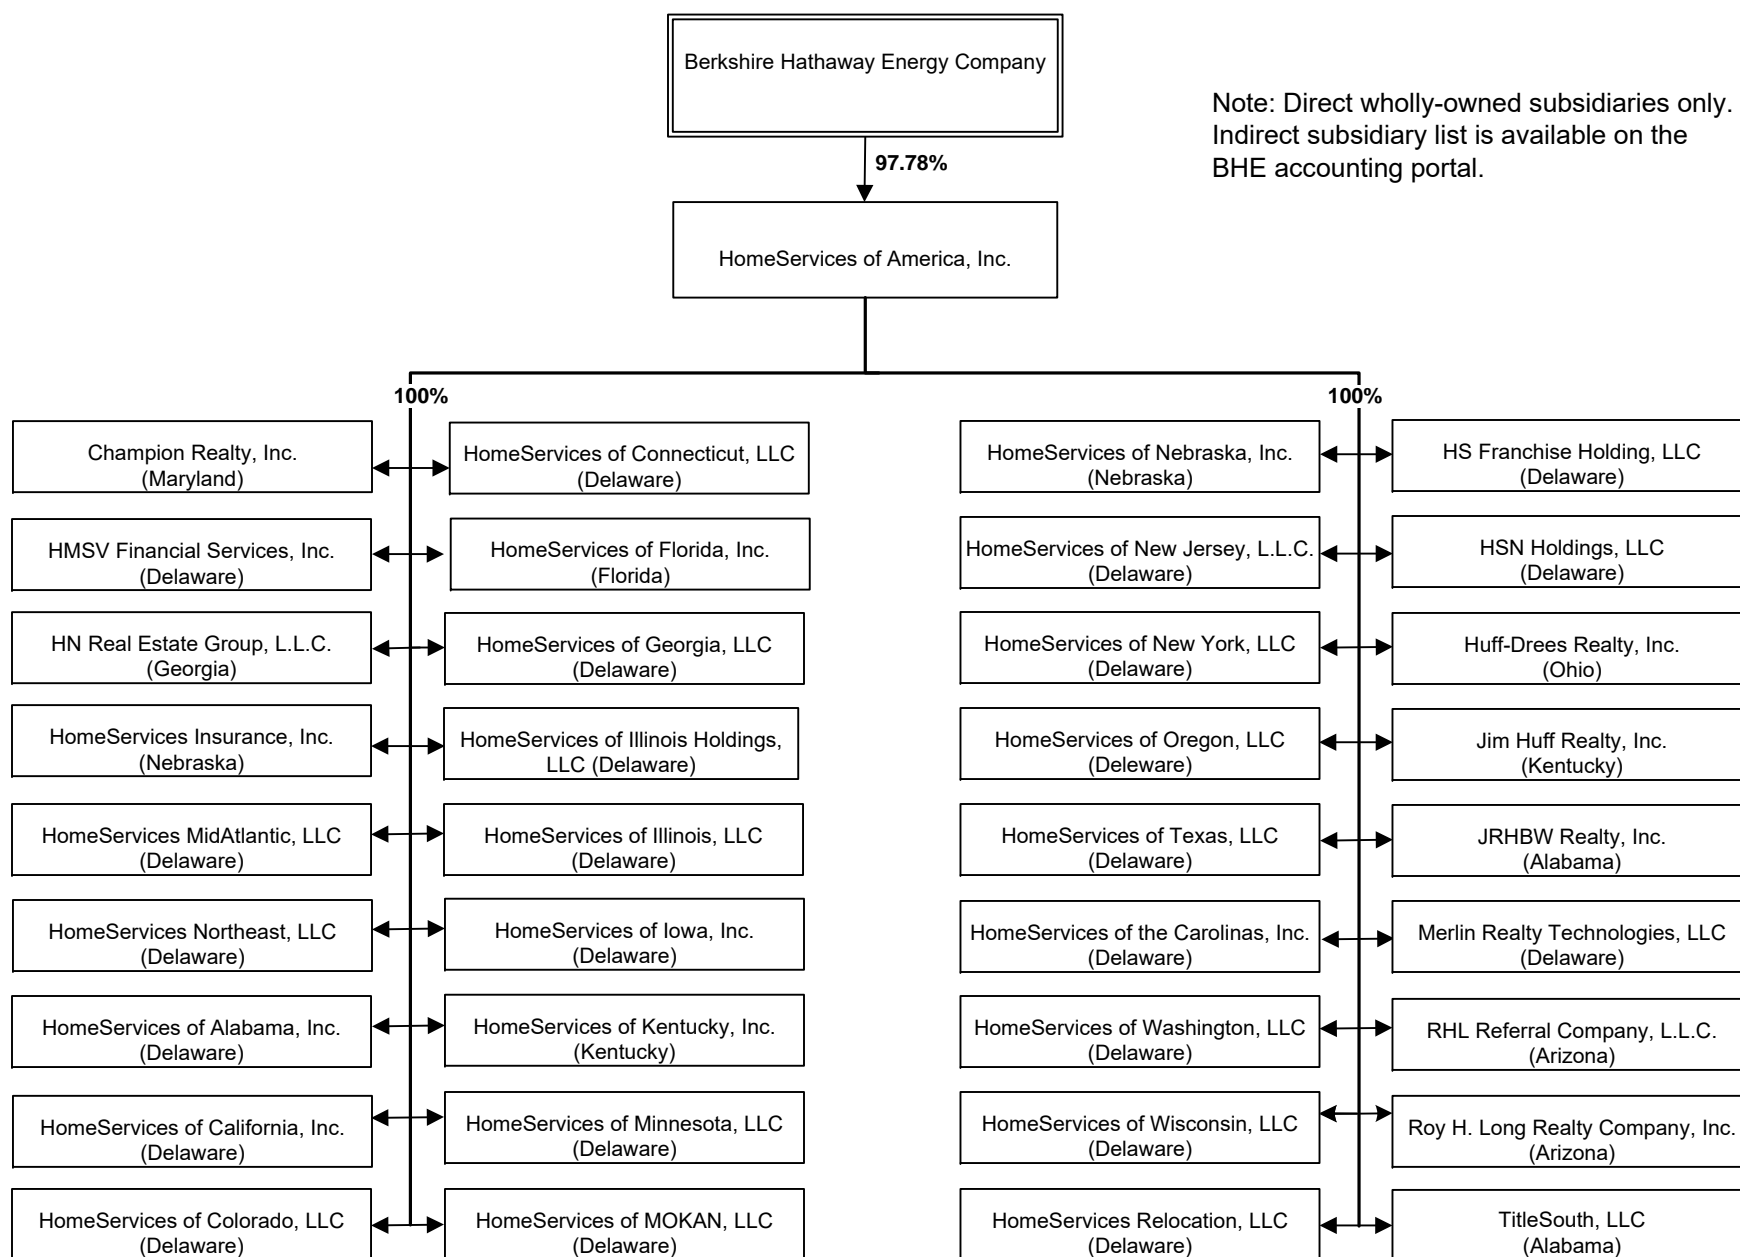 Berkshire Hathaway Energy Company
Note: Direct wholly-owned subsidiaries only.
Indirect subsidiary list is available on the
BHE accounting portal.
97.78%
HomeServices of America, Inc.
100%
100%
Champion Realty, Inc.
(Maryland)
HomeServices of Connecticut, LLC
(Delaware)
HomeServices of Nebraska, Inc.
(Nebraska)
HS Franchise Holding, LLC
(Delaware)
HMSV Financial Services, Inc.
(Delaware)
HomeServices of Florida, Inc.
(Florida)
HomeServices of New Jersey, L.L.C.
(Delaware)
HSN Holdings, LLC
(Delaware)
HN Real Estate Group, L.L.C.
(Georgia)
HomeServices of Georgia, LLC
(Delaware)
HomeServices of New York, LLC
(Delaware)
Huff-Drees Realty, Inc.
(Ohio)
HomeServices Insurance, Inc.
(Nebraska)
HomeServices of Illinois Holdings,
LLC (Delaware)
HomeServices of Oregon, LLC
(Deleware)
Jim Huff Realty, Inc.
(Kentucky)
HomeServices MidAtlantic, LLC
(Delaware)
HomeServices of Illinois, LLC
(Delaware)
HomeServices of Texas, LLC
(Delaware)
JRHBW Realty, Inc.
(Alabama)
HomeServices Northeast, LLC
(Delaware)
HomeServices of Iowa, Inc.
(Delaware)
HomeServices of the Carolinas, Inc.
(Delaware)
Merlin Realty Technologies, LLC
(Delaware)
HomeServices of Alabama, Inc.
(Delaware)
HomeServices of Kentucky, Inc.
(Kentucky)
HomeServices of Washington, LLC
(Delaware)
RHL Referral Company, L.L.C.
(Arizona)
HomeServices of California, Inc.
(Delaware)
HomeServices of Minnesota, LLC
(Delaware)
HomeServices of Wisconsin, LLC
(Delaware)
Roy H. Long Realty Company, Inc.
(Arizona)
HomeServices of Colorado, LLC
(Delaware)
HomeServices of MOKAN, LLC
(Delaware)
HomeServices Relocation, LLC
(Delaware)
TitleSouth, LLC
(Alabama)